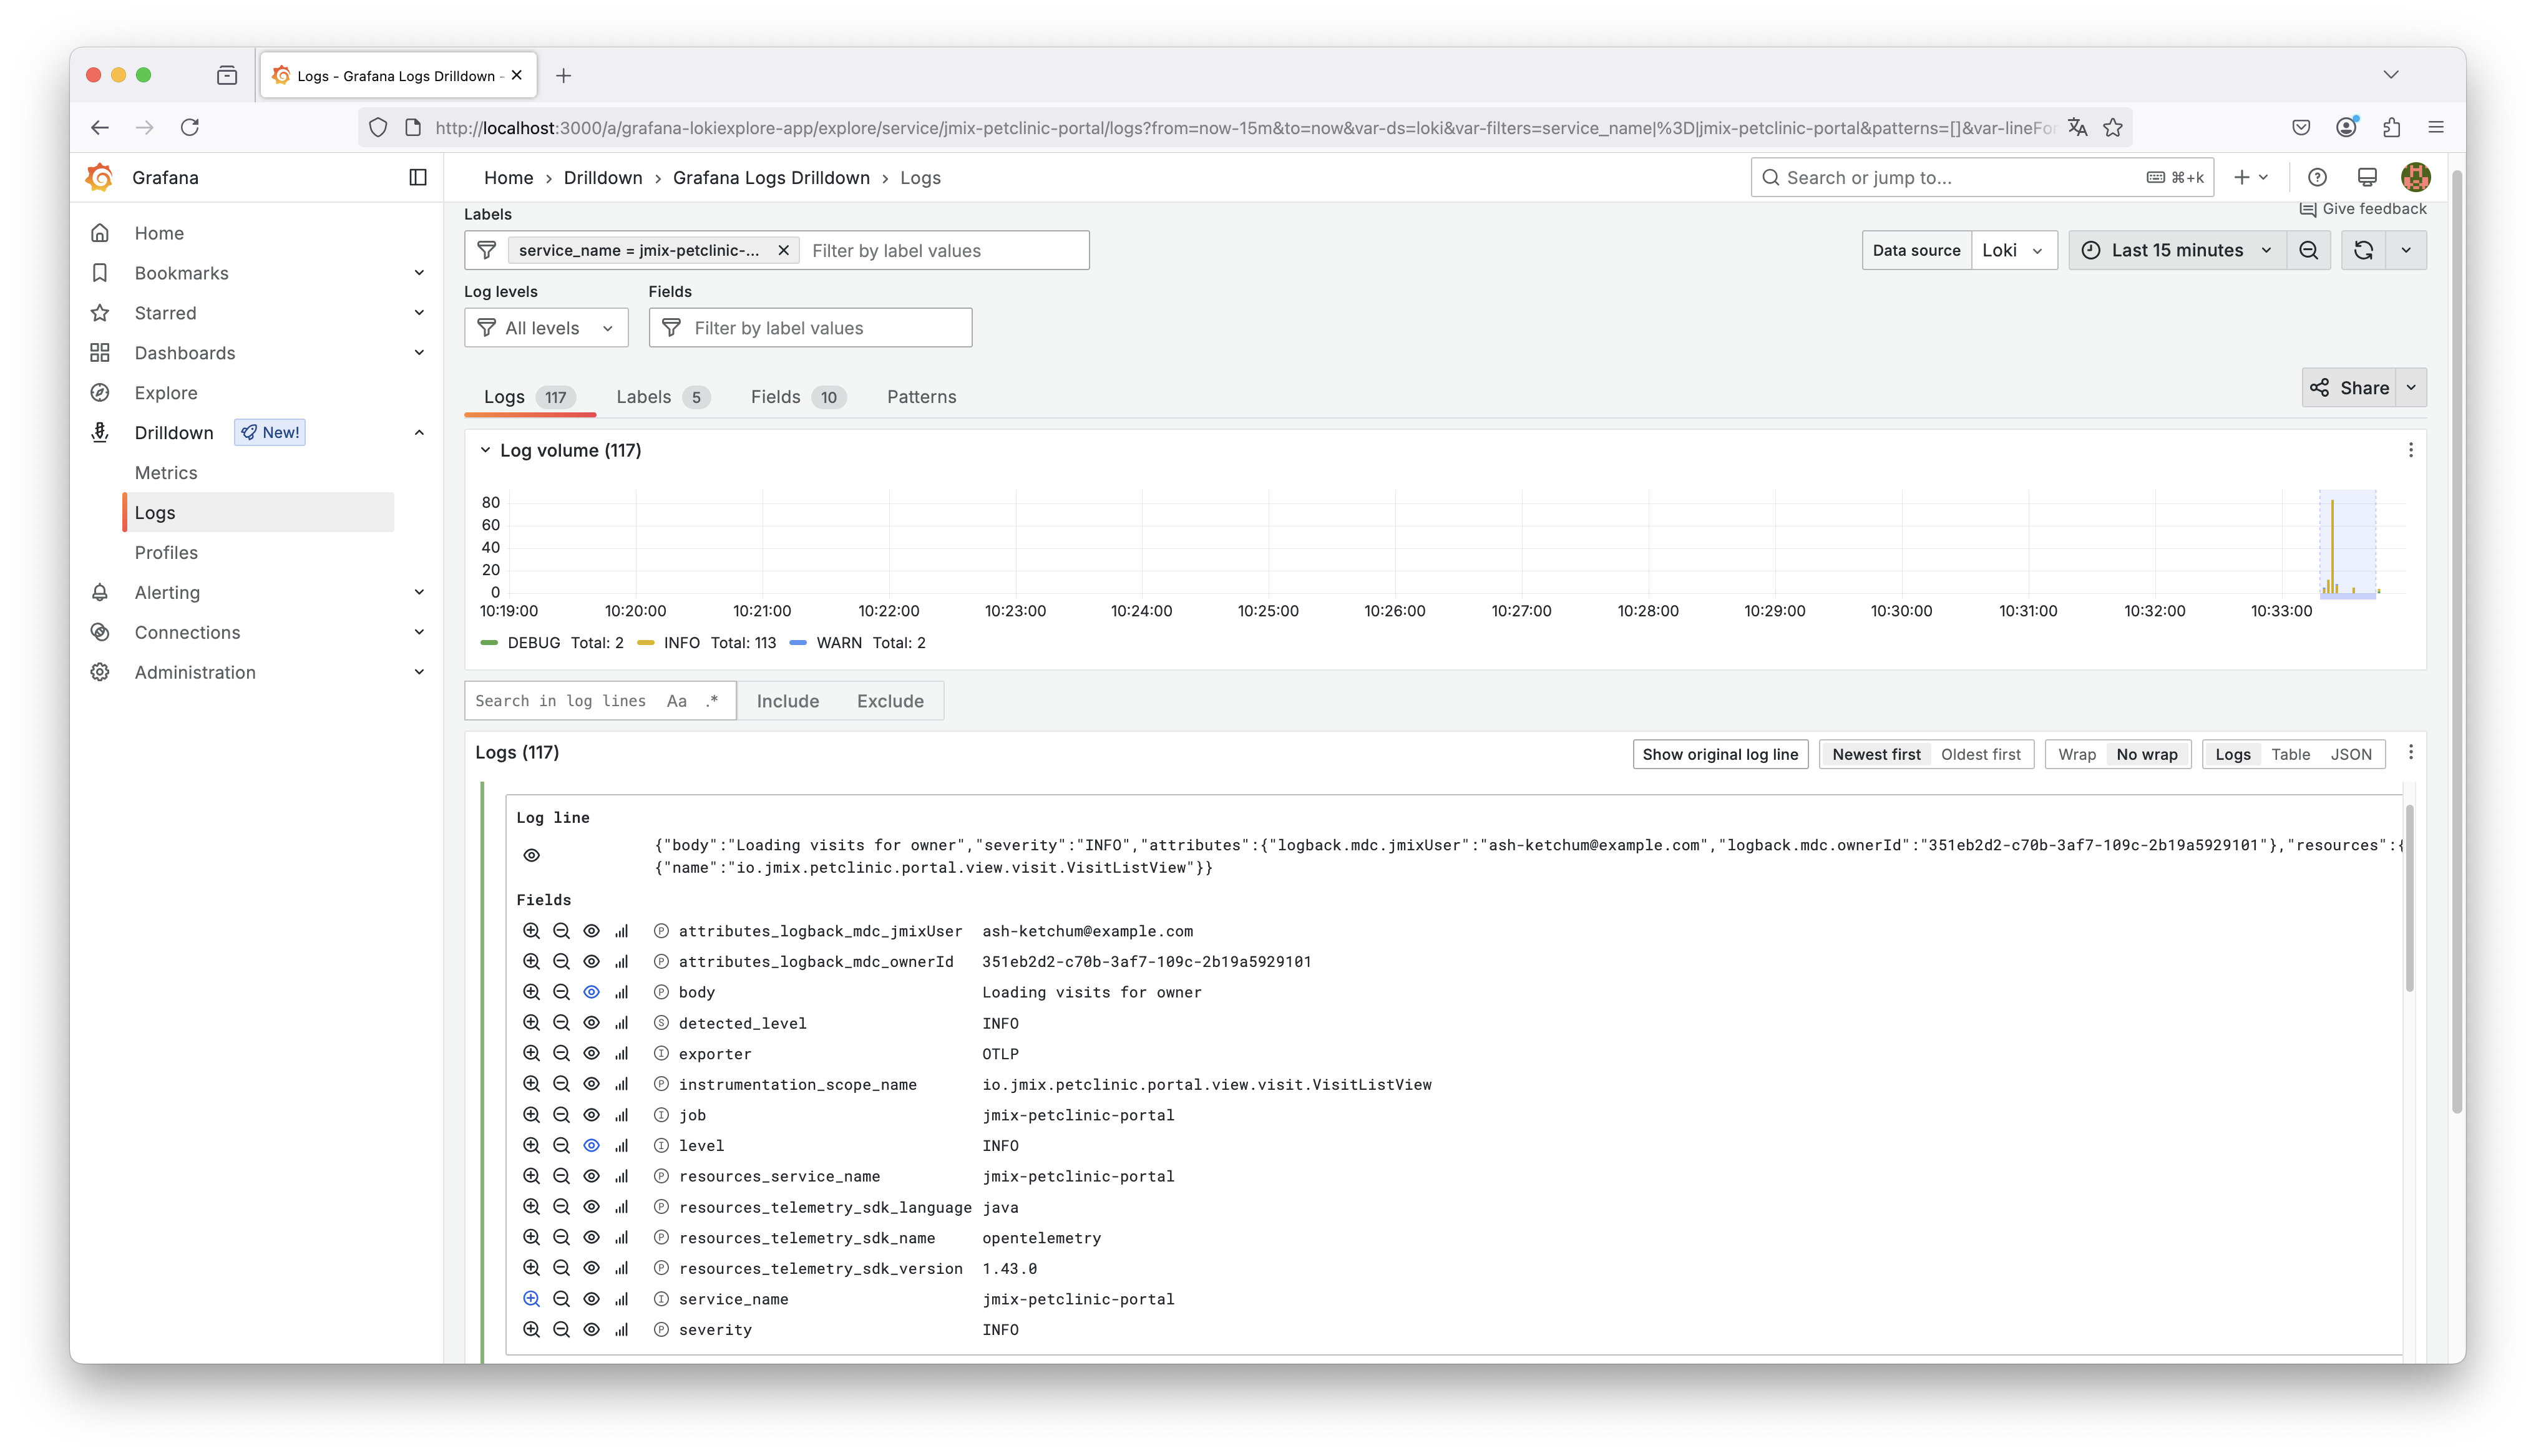 Logs - Grafana Logs Drilldown -
http://localhost:3000/a/grafana-lokiexplore-app/explore/service/jmix-petclinic-portal/logs?from=now-15m&to=now&var-ds=loki&var-filters=service_name|%3D|jmix-petclinic-portal&patterns=[]&var-lineFor
Grafana
Home › Drilldown › Grafana Logs Drilldown › Logs
Search or jump to... ⌘+k
Home
Bookmarks
Starred
Dashboards
Explore
Drilldown New!
Metrics
Logs
Profiles
Alerting
Connections
Administration
Give feedback
Labels
service_name = jmix-petclinic-... Filter by label values
Data source Loki Last 15 minutes
Log levels Fields
All levels Filter by label values
Logs 117 Labels 5 Fields 10 Patterns
Share
Log volume (117)
80
60
40
20
0
10:19:00 10:20:00 10:21:00 10:22:00 10:23:00 10:24:00 10:25:00 10:26:00 10:27:00 10:28:00 10:29:00 10:30:00 10:31:00 10:32:00 10:33:00
DEBUG Total: 2 INFO Total: 113 WARN Total: 2
Search in log lines Aa .* Include Exclude
Logs (117)
Show original log line Newest first Oldest first Wrap No wrap Logs Table JSON
Log line
{"body":"Loading visits for owner","severity":"INFO","attributes":{"logback.mdc.jmixUser":"ash-ketchum@example.com","logback.mdc.ownerId":"351eb2d2-c70b-3af7-109c-2b19a5929101"},"resources":{
{"name":"io.jmix.petclinic.portal.view.visit.VisitListView"}}
Fields
P attributes_logback_mdc_jmixUser ash-ketchum@example.com
P attributes_logback_mdc_ownerId 351eb2d2-c70b-3af7-109c-2b19a5929101
P body Loading visits for owner
S detected_level INFO
I exporter OTLP
P instrumentation_scope_name io.jmix.petclinic.portal.view.visit.VisitListView
I job jmix-petclinic-portal
I level INFO
P resources_service_name jmix-petclinic-portal
P resources_telemetry_sdk_language java
P resources_telemetry_sdk_name opentelemetry
P resources_telemetry_sdk_version 1.43.0
I service_name jmix-petclinic-portal
P severity INFO